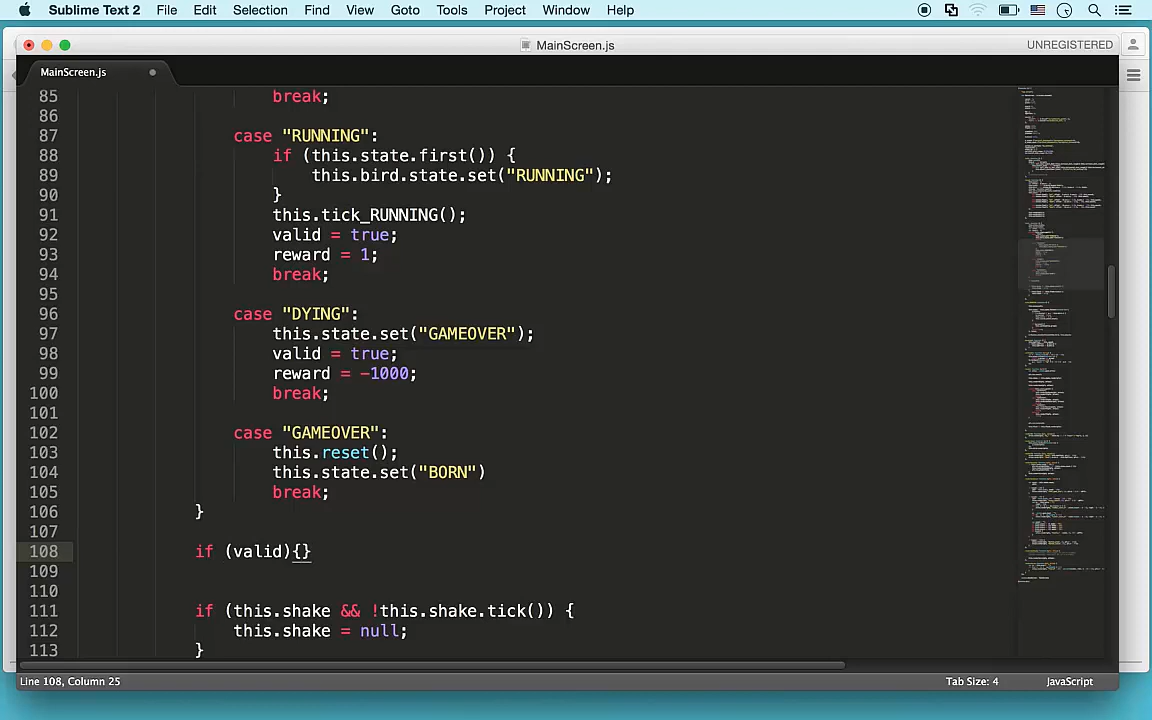 Sublime Text 2 File Edit Selection Find View Goto Tools Project Window Help
MainScreen.js UNREGISTERED
MainScreen.js
85 break;
86
87 case "RUNNING":
88 if (this.state.first()) {
89 this.bird.state.set("RUNNING");
90 }
91 this.tick_RUNNING();
92 valid = true;
93 reward = 1;
94 break;
95
96 case "DYING":
97 this.state.set("GAMEOVER");
98 valid = true;
99 reward = -1000;
100 break;
101
102 case "GAMEOVER":
103 this.reset();
104 this.state.set("BORN")
105 break;
106 }
107
108 if (valid){}
109
110
111 if (this.shake && !this.shake.tick()) {
112 this.shake = null;
113 }
Line 108, Column 25 Tab Size: 4 JavaScript